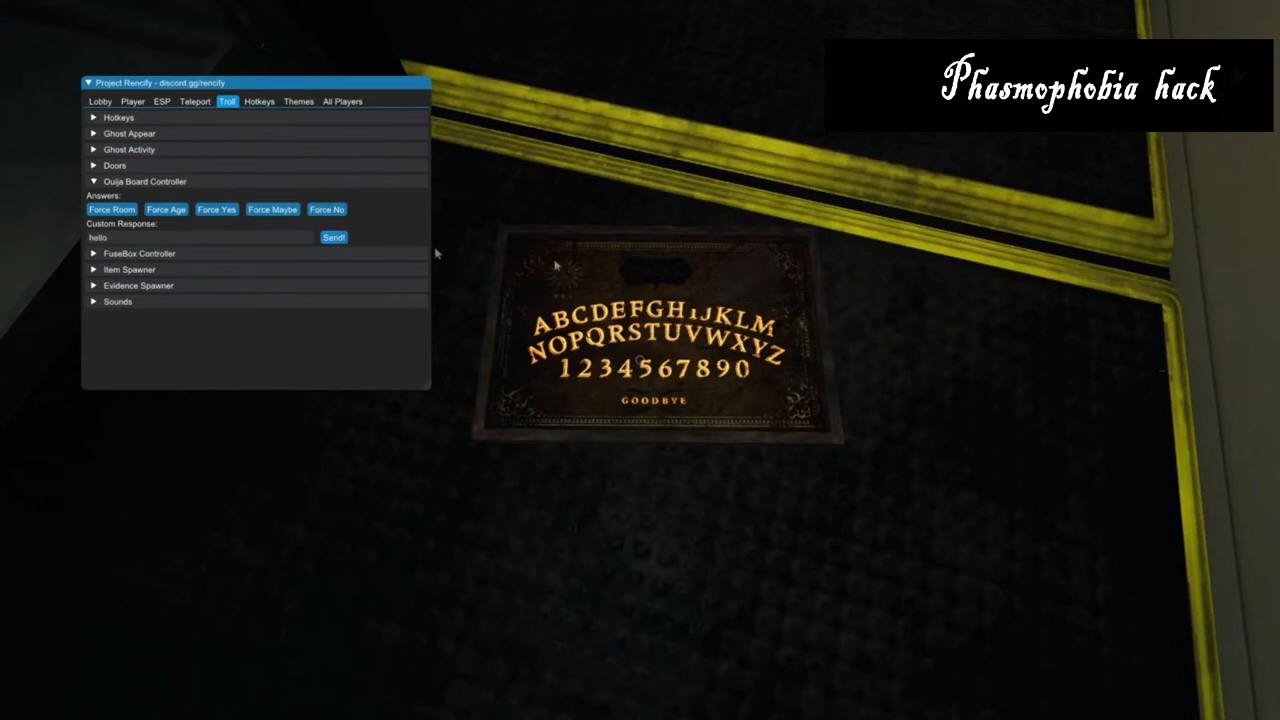 Phasmophobia hack
Project Rencify - discord.gg/rencify
Lobby Player ESP Teleport Troll Hotkeys Themes All Players
Hotkeys
Ghost Appear
Ghost Activity
Doors
Ouija Board Controller
Answers:
Force Room Force Age Force Yes Force Maybe Force No
Custom Response:
hello Send!
FuseBox Controller
Item Spawner
Evidence Spawner
Sounds
ABCDEFGHIJKLM
NOPQRSTUVWXYZ
1234567890
GOODBYE